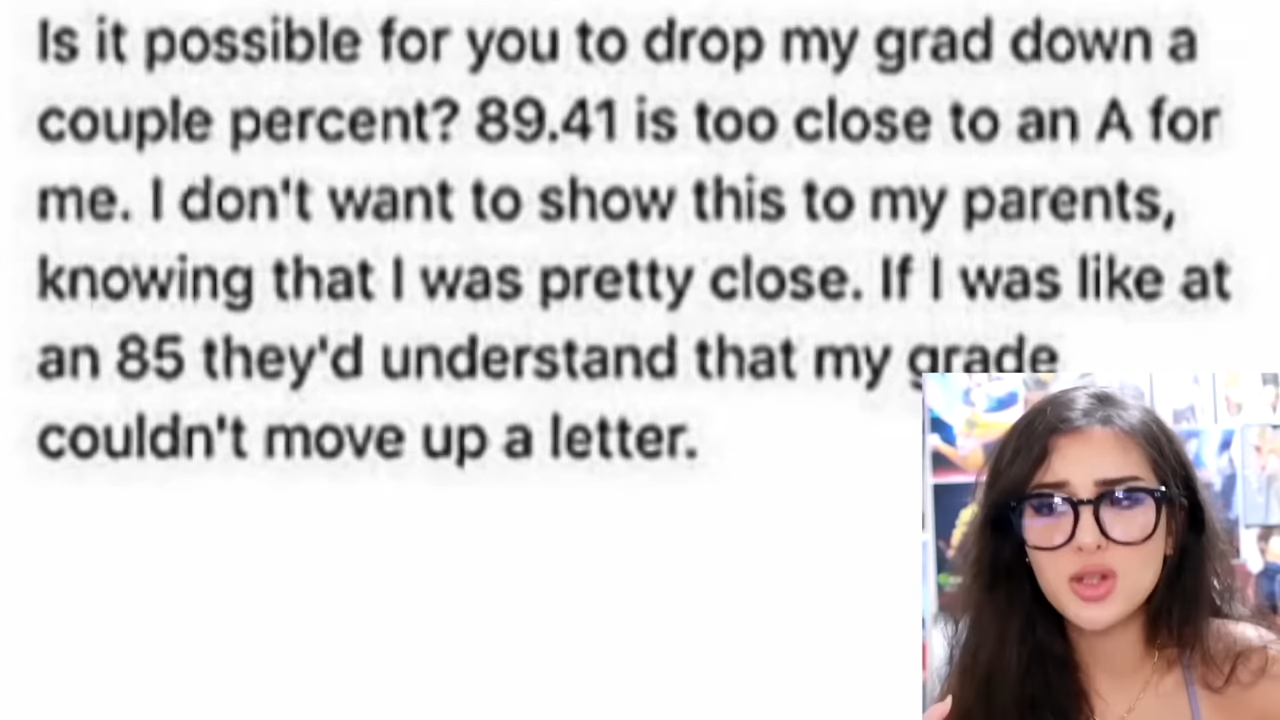 Is it possible for you to drop my grad down a
couple percent? 89.41 is too close to an A for
me. I don't want to show this to my parents,
knowing that I was pretty close. If I was like at
an 85 they'd understand that my grade
couldn't move up a letter.